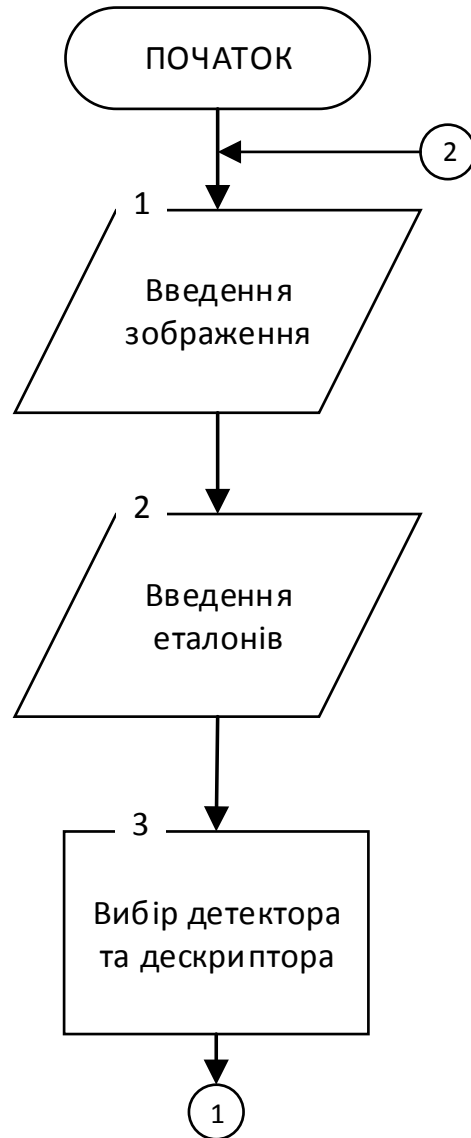 ПОЧАТОК
2
1
Введення
зображення
2
Введення
еталонів
3
Вибір детектора
та дескриптора
1